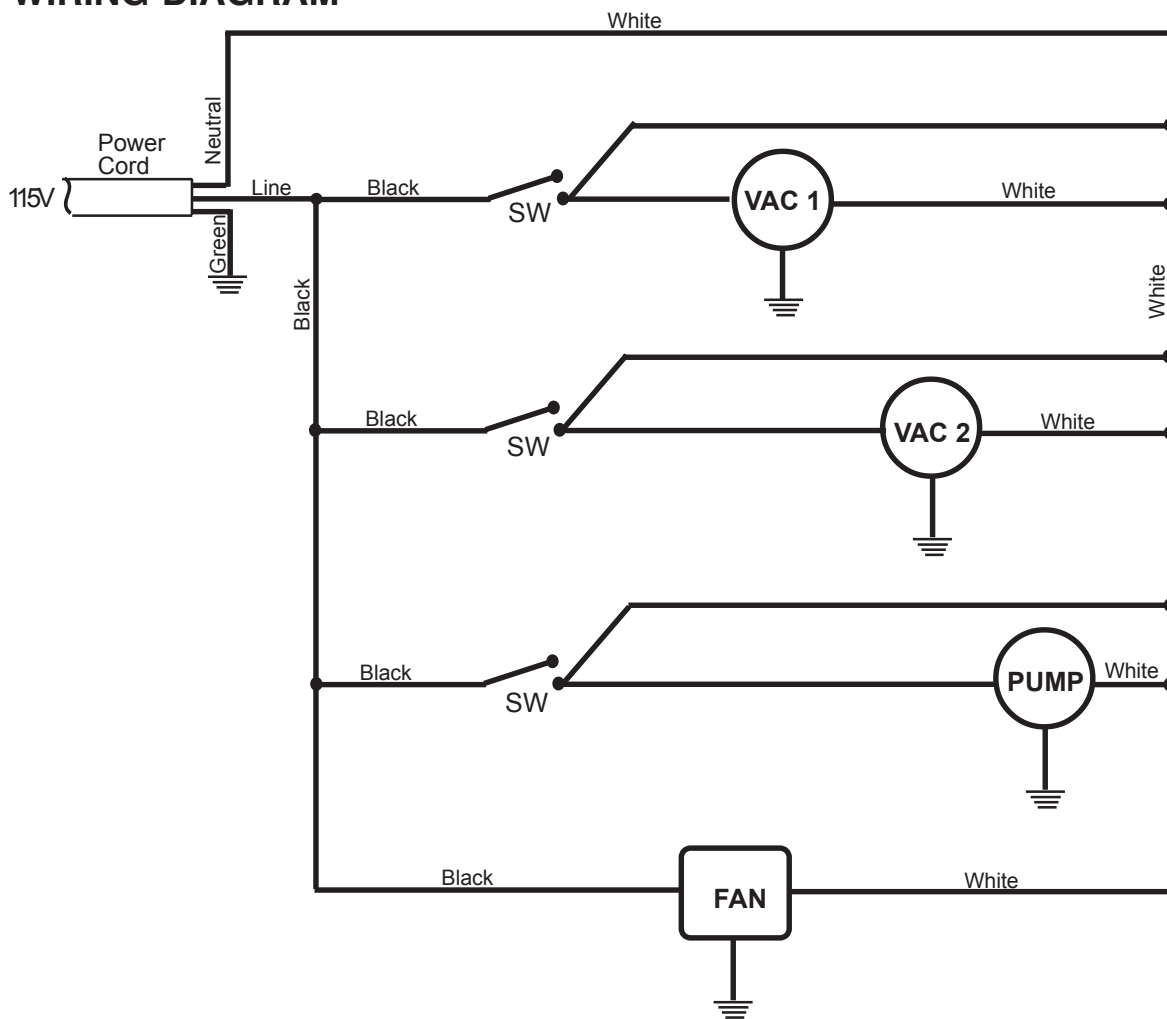 WIRING DIAGRAM
White
Neutral
Power
Cord
115V
Line
Black
SW
VAC 1
White
Green
Black
White
Black
SW
VAC 2
White
Black
SW
PUMP
White
Black
FAN
White